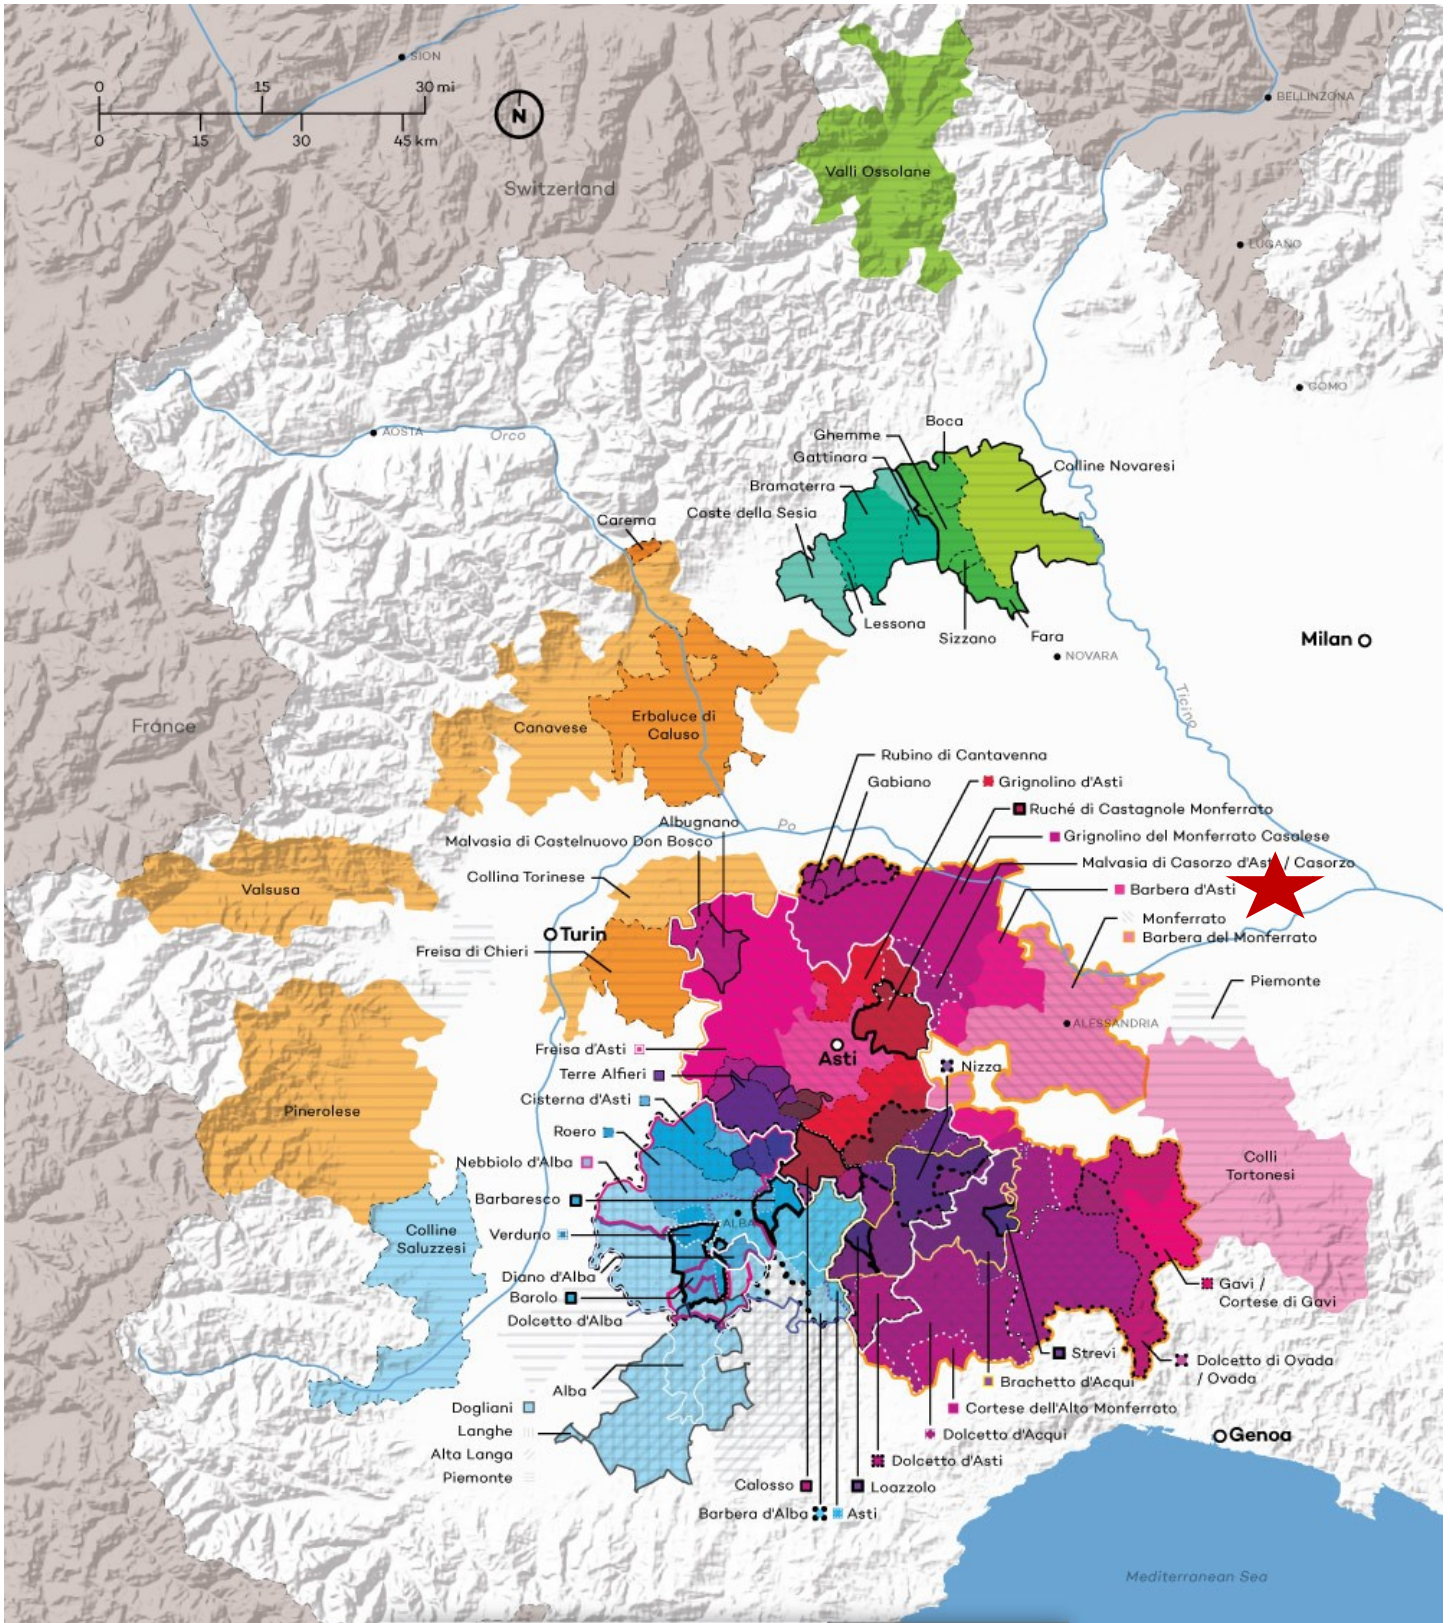 SION
0 15 30 mi
0 15 30 45 km
N
BELLINZONA
Switzerland
Valli Ossolane
LUGANO
COMO
AOSTA
Orco
Boca
Ghemme
Gattinara
Colline Novaresi
Bramaterra
Coste della Sesia
Carema
Lessona
Sizzano
Fara
NOVARA
Milan
Ticino
France
Canavese
Erbaluce di
Caluso
Rubino di Cantavenna
Gabiano
Grignolino d'Asti
Ruché di Castagnole Monferrato
Albugnano
Po
Grignolino del Monferrato Casalese
Malvasia di Castelnuovo Don Bosco
Malvasia di Casorzo d'Asti / Casorzo
Collina Torinese
Barbera d'Asti
Valsusa
Monferrato
Turin
Barbera del Monferrato
Freisa di Chieri
Piemonte
ALESSANDRIA
Freisa d'Asti
Asti
Nizza
Terre Alfieri
Cisterna d'Asti
Pinerolese
Roero
Nebbiolo d'Alba
Colli
Tortonesi
Barbaresco
ALBA
Colline
Saluzzesi
Verduno
Diano d'Alba
Barolo
Gavi /
Cortese di Gavi
Dolcetto d'Alba
Strevi
Dolcetto di Ovada
/ Ovada
Brachetto d'Acqui
Alba
Dogliani
Cortese dell'Alto Monferrato
Langhe
Dolcetto d'Acqui
Genoa
Alta Langa
Dolcetto d'Asti
Piemonte
Calosso
Loazzolo
Barbera d'Alba
Asti
Mediterranean Sea